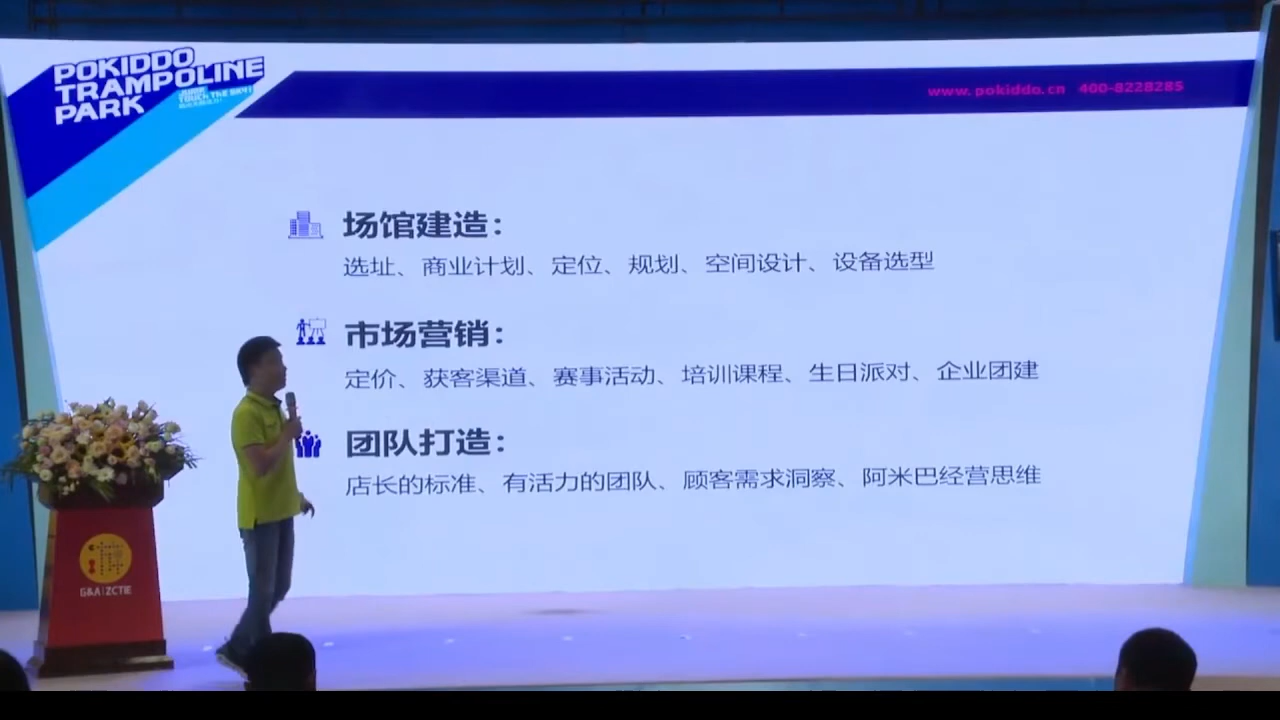 POKIDDO
TRAMPOLINE
PARK
TOUCH THE SKY!
www.pokiddo.cn 400-8228285
场馆建造：
选址、商业计划、定位、规划、空间设计、设备选型
市场营销：
定价、获客渠道、赛事活动、培训课程、生日派对、企业团建
团队打造：
店长的标准、有活力的团队、顾客需求洞察、阿米巴经营思维
G&A|ZCTIE